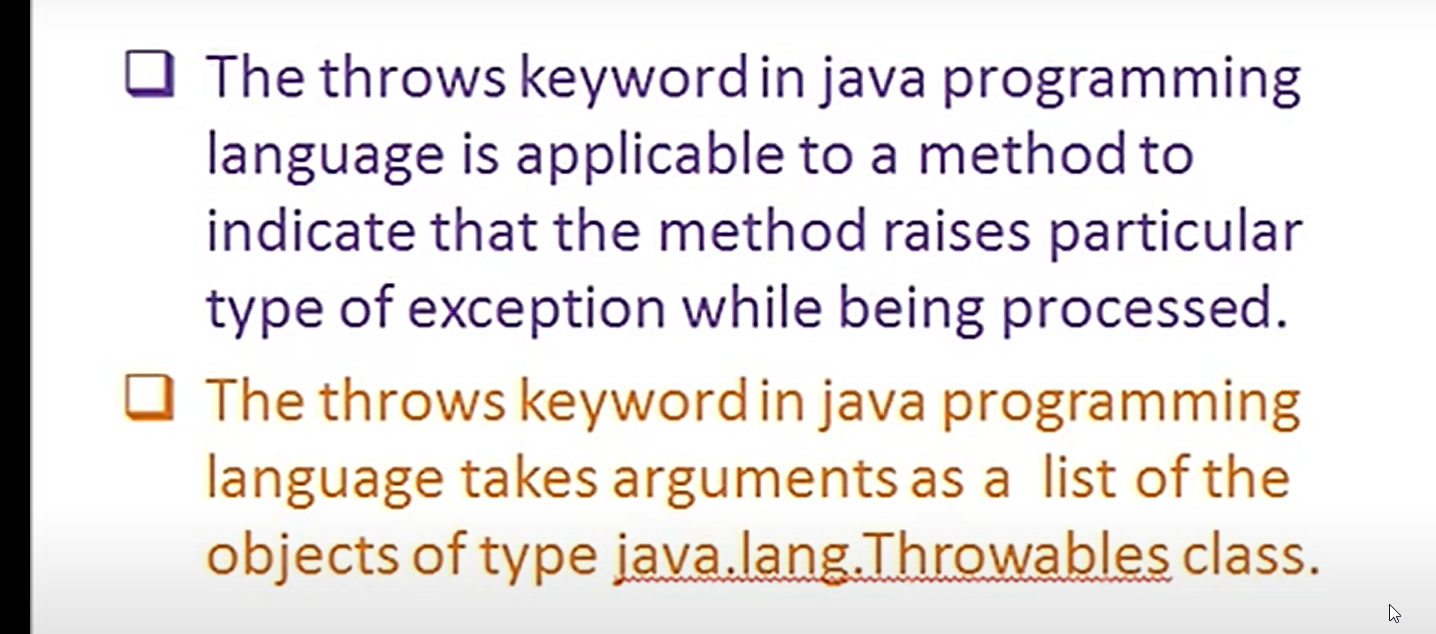 The throws keyword in java programming
language is applicable to a method to
indicate that the method raises particular
type of exception while being processed.
The throws keyword in java programming
language takes arguments as a list of the
objects of type java.lang.Throwables class.